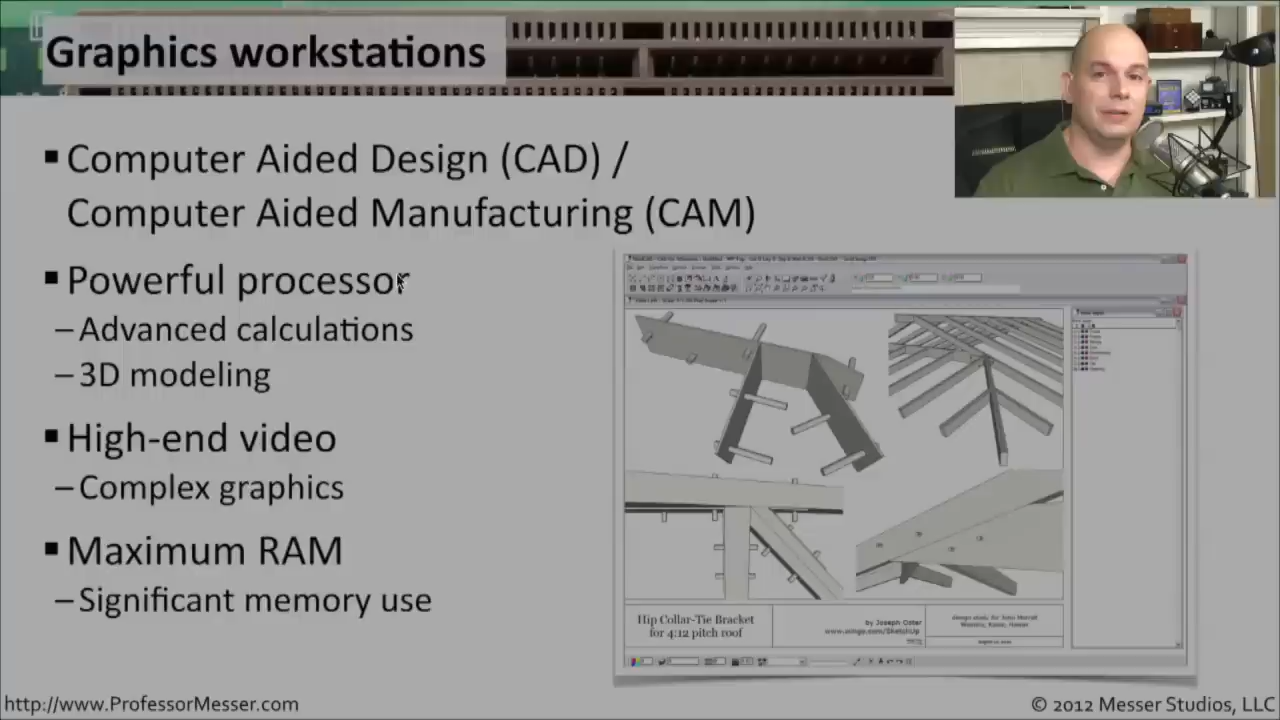 Graphics workstations
▪ Computer Aided Design (CAD) /
Computer Aided Manufacturing (CAM)
▪ Powerful processor
– Advanced calculations
– 3D modeling
▪ High-end video
– Complex graphics
▪ Maximum RAM
– Significant memory use
Hip Collar-Tie Bracket
for 4:12 pitch roof
by Joseph Oster
http://www.ProfessorMesser.com
© 2012 Messer Studios, LLC